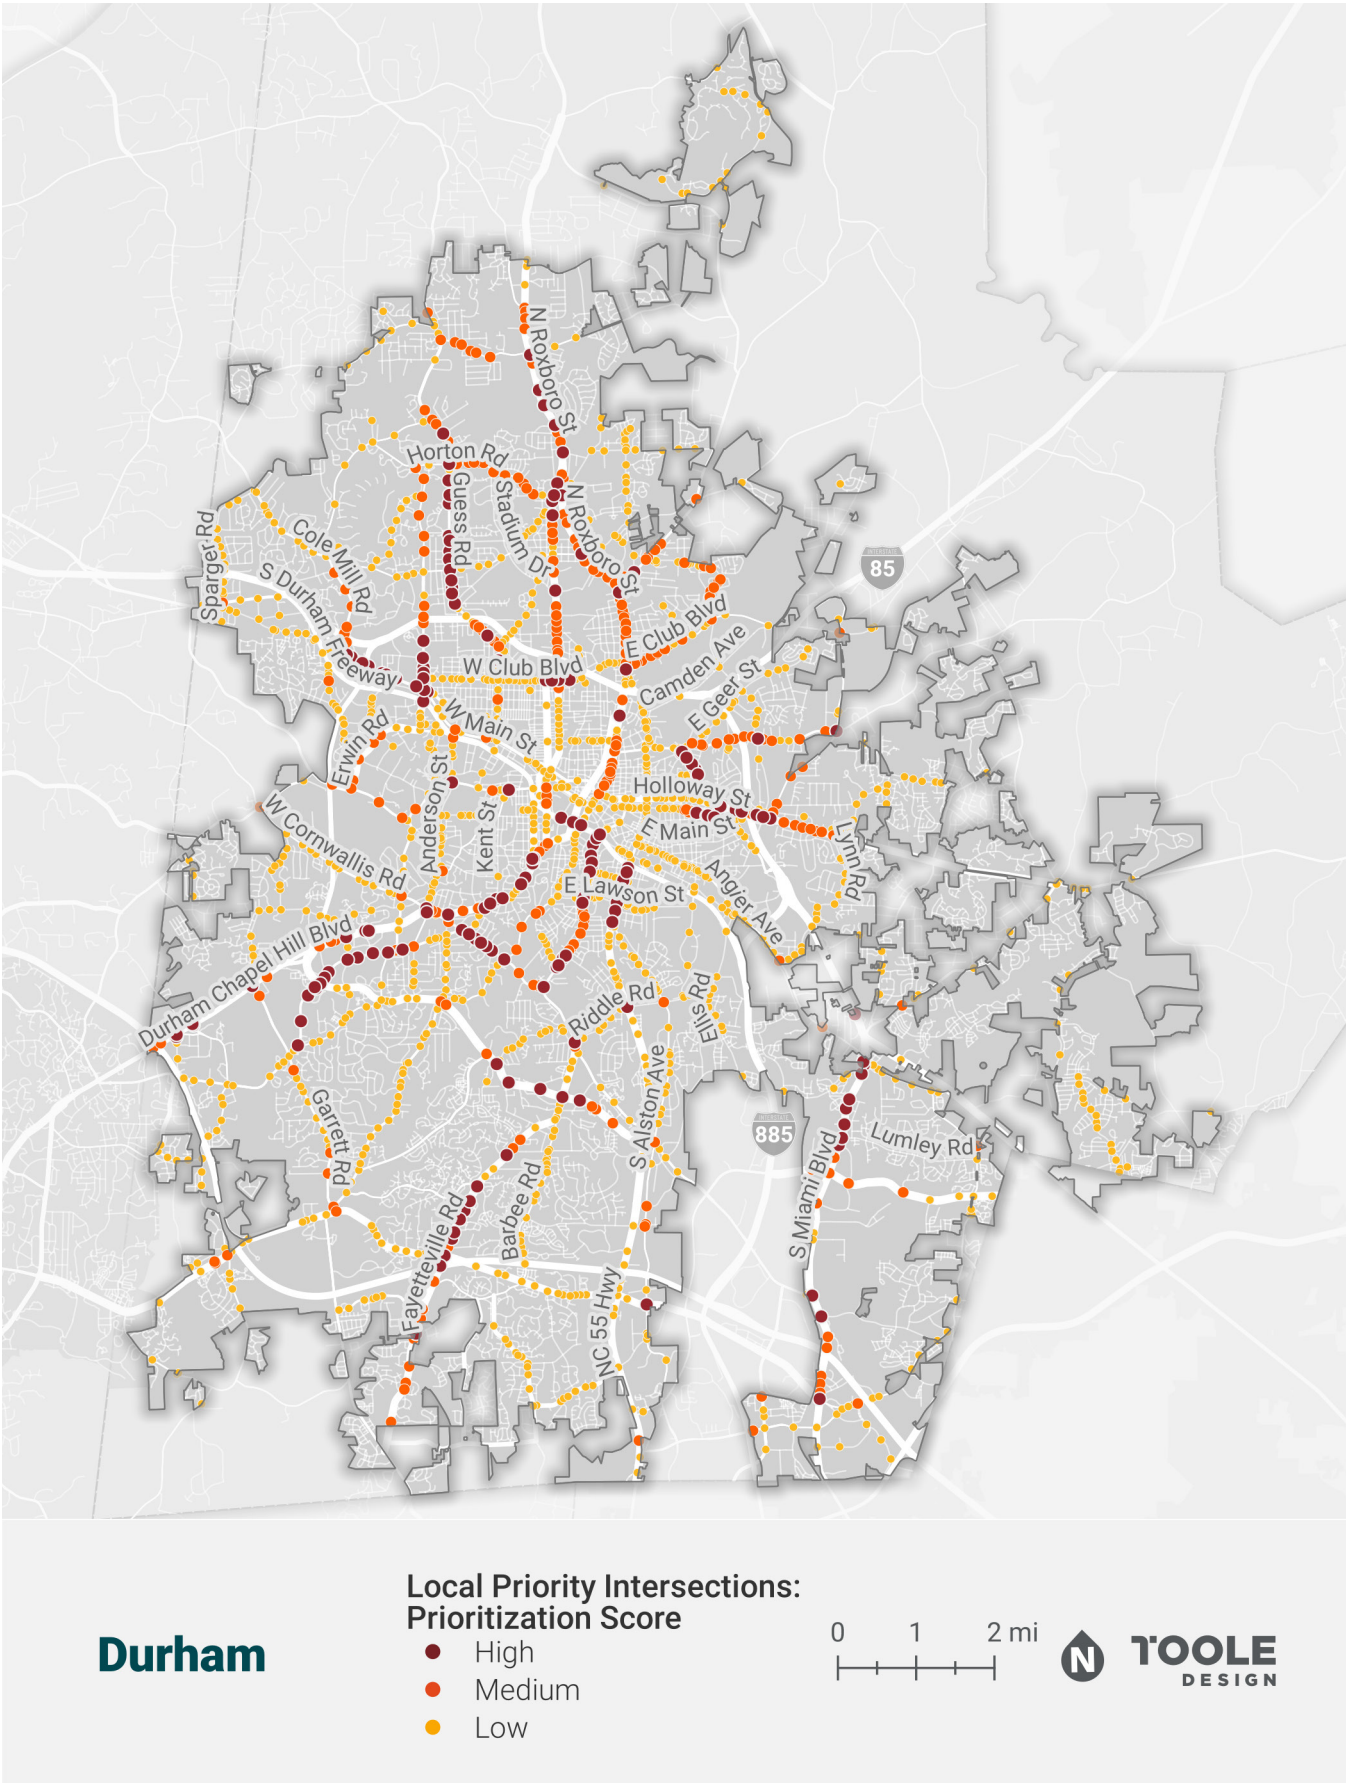 N Roxboro St
Horton Rd
Guess Rd
Stadium Dr
N Roxboro St
Sparger Rd
Cole Mill Rd
S Durham Freeway
INTERSTATE
85
E Club Blvd
W Club Blvd
Camden Ave
E Geer St
W Main St
Erwin Rd
Anderson St
Kent St
Holloway St
E Main St
Lynn Rd
W Cornwallis Rd
E Lawson St
Angier Ave
Durham Chapel Hill Blvd
Riddle Rd
Ellis Rd
S Alston Ave
Garrett Rd
INTERSTATE
885
Lumley Rd
S Miami Blvd
Barbee Rd
Fayetteville Rd
NC 55 Hwy
Durham
Local Priority Intersections:
Prioritization Score
High
Medium
Low
0 1 2 mi
N
TOOLE
DESIGN